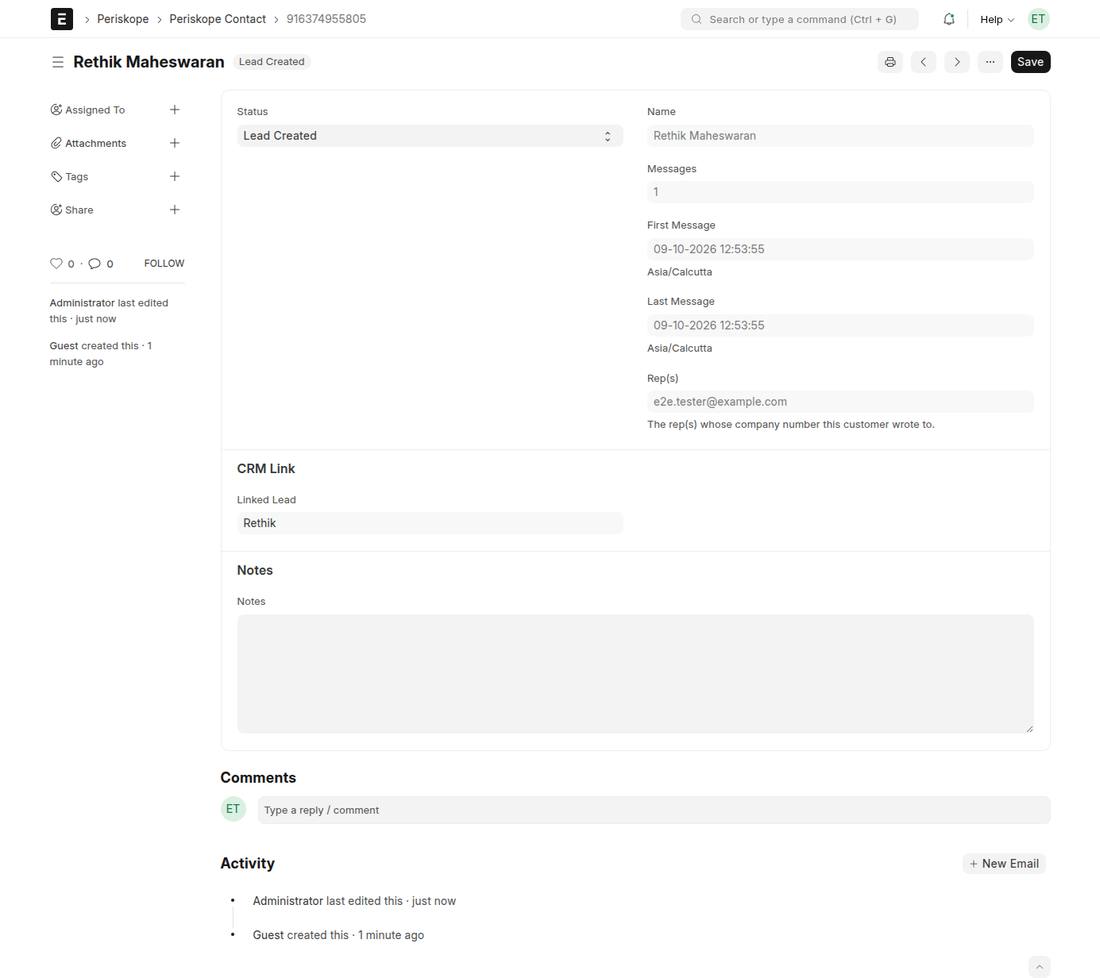 Periskope
Periskope Contact
916374955805
Search or type a command (Ctrl + G)
Help
ET
Rethik Maheswaran
Lead Created
Save
Assigned To
Attachments
Tags
Share
0 · 0
FOLLOW
Administrator last edited
this · just now
Guest created this · 1
minute ago
Status
Lead Created
Name
Rethik Maheswaran
Messages
1
First Message
09-10-2026 12:53:55
Asia/Calcutta
Last Message
09-10-2026 12:53:55
Asia/Calcutta
Rep(s)
e2e.tester@example.com
The rep(s) whose company number this customer wrote to.
CRM Link
Linked Lead
Rethik
Notes
Notes
Comments
ET
Type a reply / comment
Activity
New Email
Administrator last edited this · just now
Guest created this · 1 minute ago